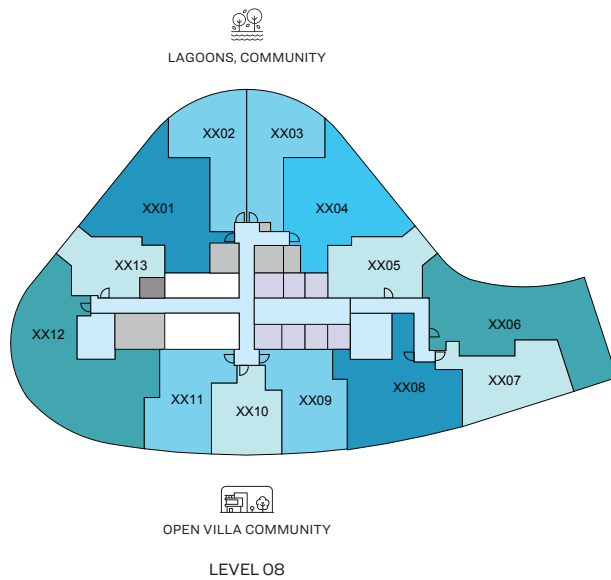 LAGOONS, COMMUNITY
XX02
XX03
XX01
XX04
XX13
XX05
XX12
XX06
XX08
XX07
XX11
XX10
XX09
OPEN VILLA COMMUNITY
LEVEL 08